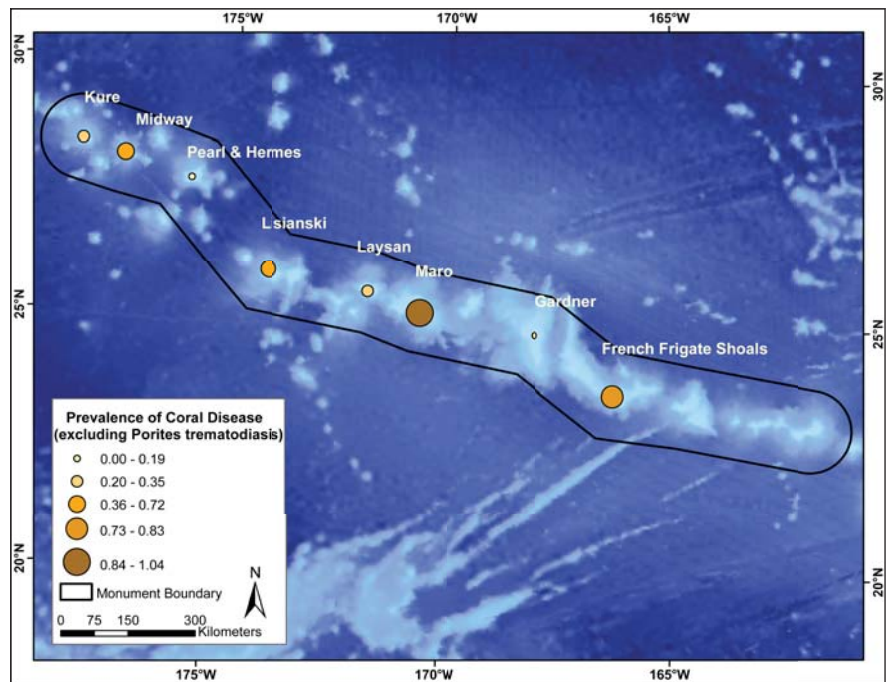 175°W 170°W 165°W
30°N
30°N
Kure
Midway
Pearl & Hermes
Lisianski
Laysan
Maro
Gardner
25°N
25°N
French Frigate Shoals
Prevalence of Coral Disease
(excluding Porites trematodiasis)
0.00 - 0.19
0.20 - 0.35
0.36 - 0.72
0.73 - 0.83
0.84 - 1.04
Monument Boundary
N
0 75 150 300
Kilometers
20°N
20°N
175°W 170°W 165°W